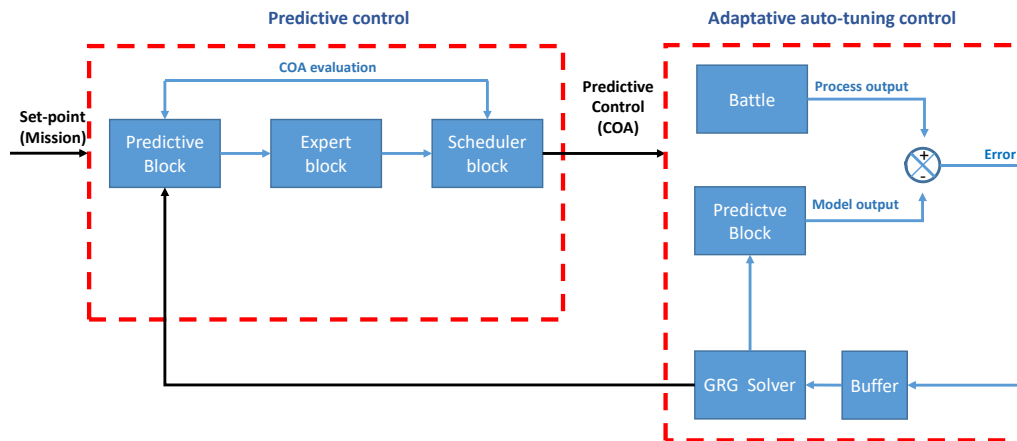 Predictive control
Adaptative auto-tuning control
COA evaluation
Set-point
(Mission)
Predictive
Block
Expert
block
Scheduler
block
Predictive
Control
(COA)
Battle
Process output
+
-
Error
Predictve
Block
Model output
GRG Solver
Buffer